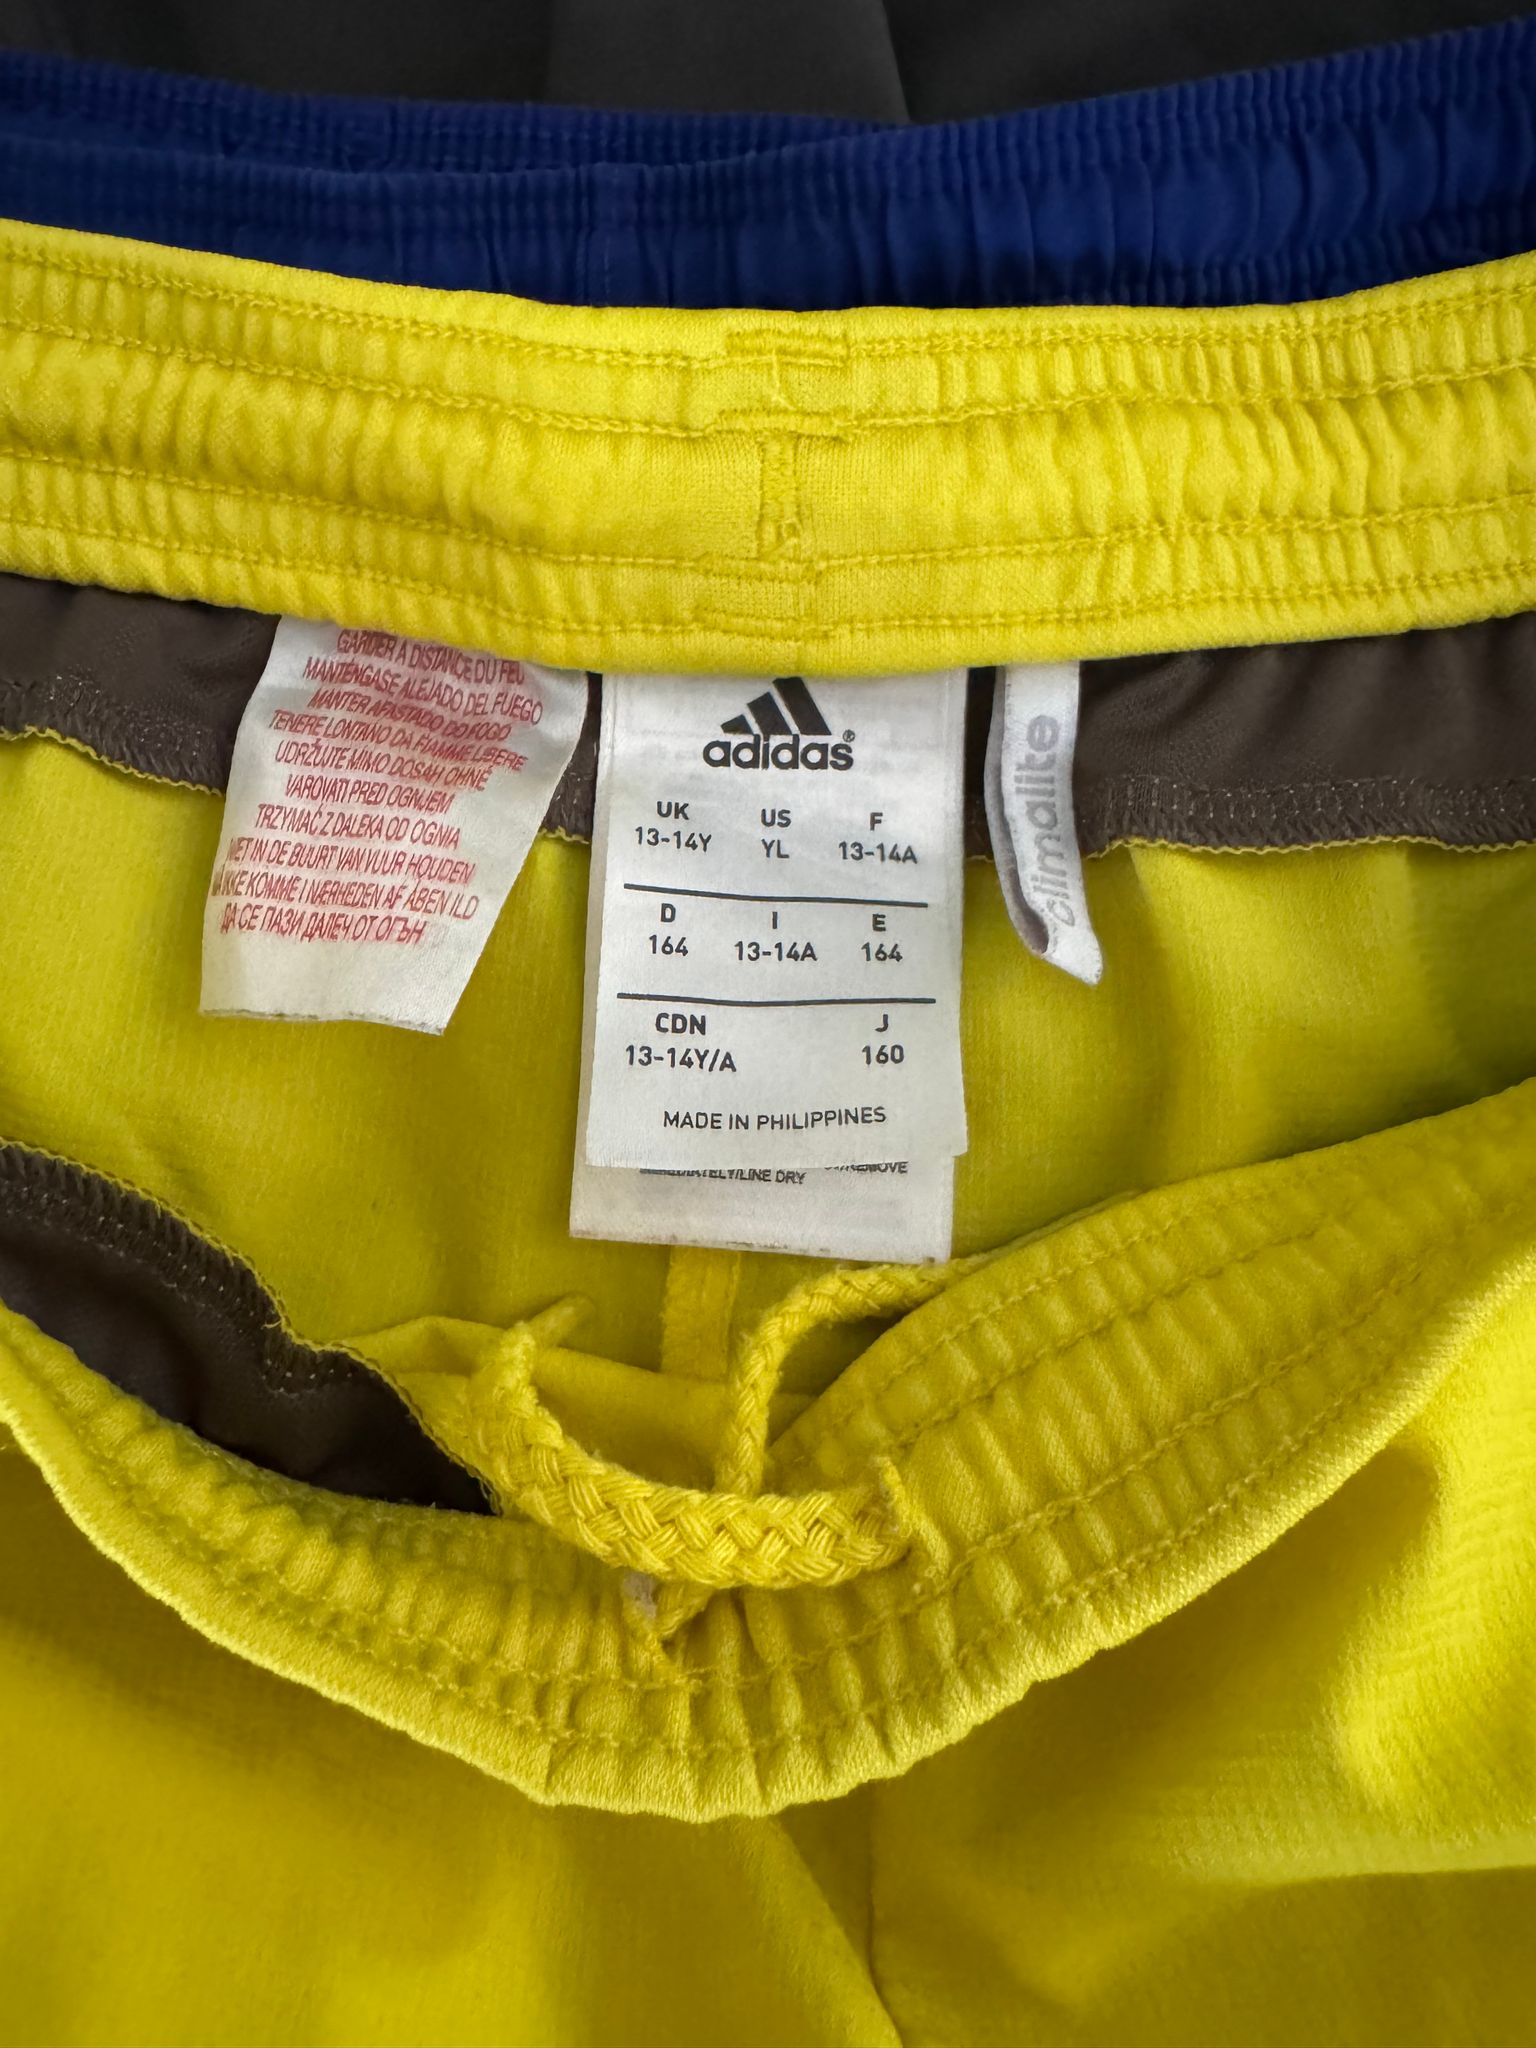 GARDER A DISTANCE DU FEU
MANTÉNGASE ALEJADO DEL FUEGO
MANTER AFASTADO DO FOGO
TENERE LONTANO DA FIAMME LIBERE
UDRŽUJTE MIMO DOSAH OHNĚ
VAROVATI PRED OGNJEM
TRZYMAĆ Z DALEKA OD OGNIA
NIET IN DE BUURT VAN VUUR HOUDEN
KOMME I NÆRHEDEN AF ÅBEN ILD
ДА СЕ ПАЗИ ДАЛЕЧ ОТ ОГЪН
adidas®
UK US F
13-14Y YL 13-14A
D I E
164 13-14A 164
CDN J
13-14Y/A 160
MADE IN PHILIPPINES
LINE DRY
climalite